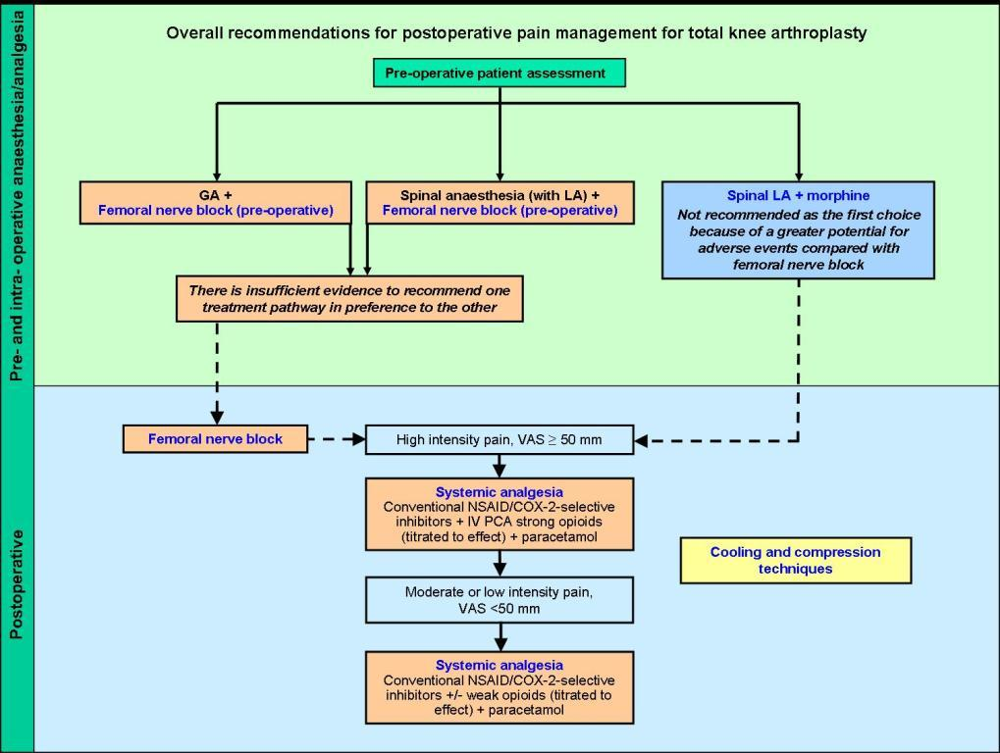 Pre- and intra- operative anaesthesia/analgesia
Overall recommendations for postoperative pain management for total knee arthroplasty
Pre-operative patient assessment
GA +
Femoral nerve block (pre-operative)
Spinal anaesthesia (with LA) +
Femoral nerve block (pre-operative)
Spinal LA + morphine
Not recommended as the first choice
because of a greater potential for
adverse events compared with
femoral nerve block
There is insufficient evidence to recommend one
treatment pathway in preference to the other
Postoperative
Femoral nerve block
High intensity pain, VAS ≥ 50 mm
Systemic analgesia
Conventional NSAID/COX-2-selective
inhibitors + IV PCA strong opioids
(titrated to effect) + paracetamol
Cooling and compression
techniques
Moderate or low intensity pain,
VAS <50 mm
Systemic analgesia
Conventional NSAID/COX-2-selective
inhibitors +/- weak opioids (titrated to
effect) + paracetamol